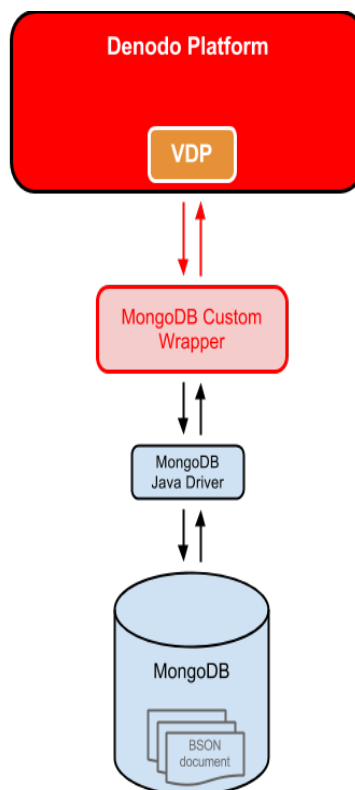 Denodo Platform
VDP
MongoDB Custom
Wrapper
MongoDB
Java Driver
MongoDB
BSON
document